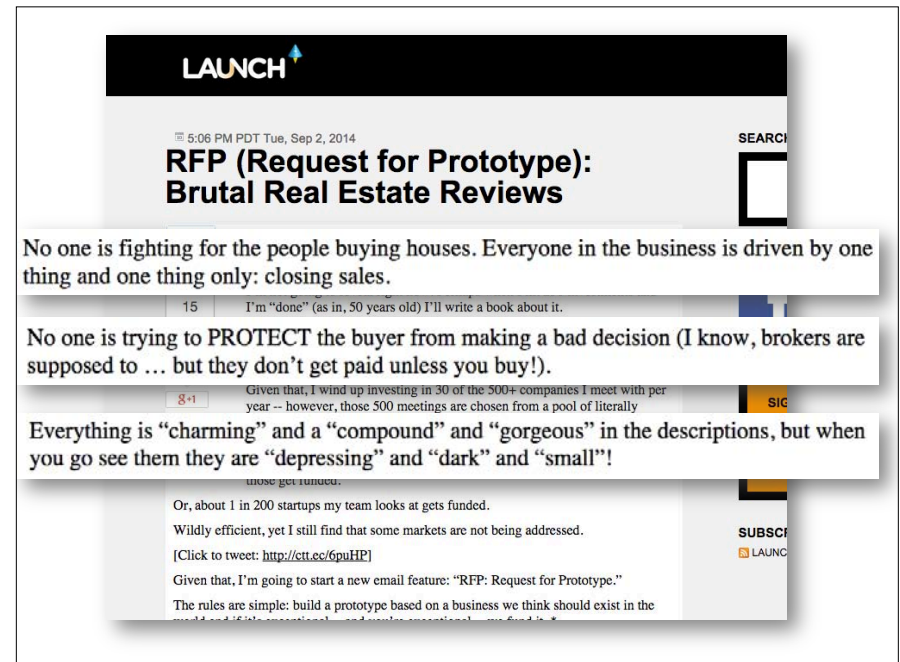 LAUNCH
5:06 PM PDT Tue, Sep 2, 2014
RFP (Request for Prototype):
Brutal Real Estate Reviews
SEARCH
No one is fighting for the people buying houses. Everyone in the business is driven by one
thing and one thing only: closing sales.
15
I'm "done" (as in, 50 years old) I'll write a book about it.
No one is trying to PROTECT the buyer from making a bad decision (I know, brokers are
supposed to … but they don't get paid unless you buy!).
g+1
Given that, I wind up investing in 30 of the 500+ companies I meet with per
year -- however, those 500 meetings are chosen from a pool of literally
SIG
Everything is "charming" and a "compound" and "gorgeous" in the descriptions, but when
you go see them they are "depressing" and "dark" and "small"!
those get funded.
Or, about 1 in 200 startups my team looks at gets funded.
Wildly efficient, yet I still find that some markets are not being addressed.
SUBSCR
[Click to tweet: http://ctt.ec/6puHP]
LAUNC
Given that, I'm going to start a new email feature: "RFP: Request for Prototype."
The rules are simple: build a prototype based on a business we think should exist in the